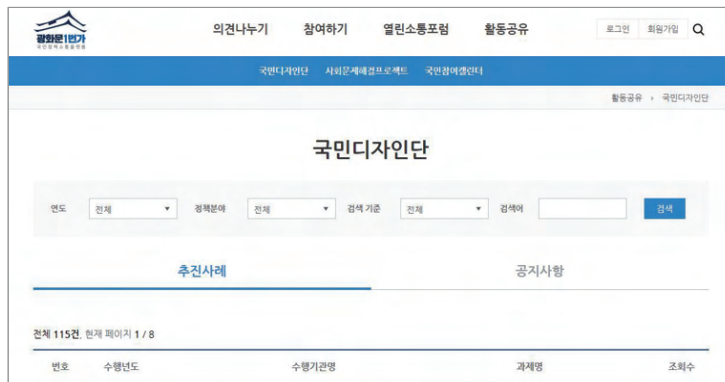 광화문1번가
의견나누기 참여하기 열린소통포럼 활동공유 로그인 회원가입
국민디자인단 사회문제해결프로젝트 국민참여캘린더
활동공유 › 국민디자인단
국민디자인단
연도 전체 정책분야 전체 검색 기준 전체 검색어 검색
추진사례 공지사항
전체 115건, 현재 페이지 1 / 8
번호 수행년도 수행기관명 과제명 조회수